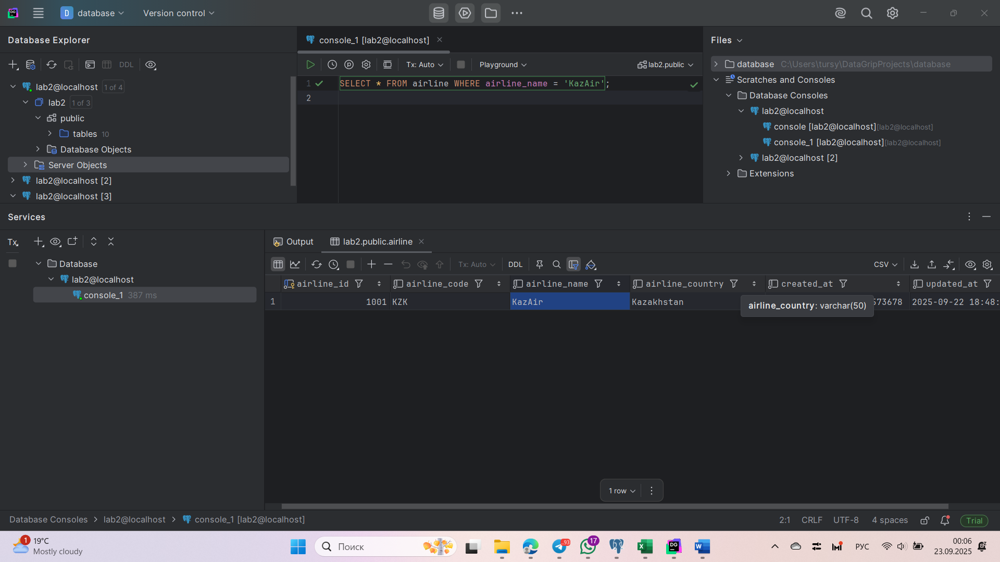 DG
D database Version control
Database Explorer
console_1 [lab2@localhost]
Files
DDL
Tx: Auto
Playground
lab2.public
database C:\Users\tursy\DataGripProjects\database
lab2@localhost 1 of 4
1
SELECT * FROM airline WHERE airline_name = 'KazAir';
2
Scratches and Consoles
lab2 1 of 3
Database Consoles
public
lab2@localhost
tables 10
console [lab2@localhost] [lab2@localhost]
Database Objects
console_1 [lab2@localhost] [lab2@localhost]
Server Objects
lab2@localhost [2]
lab2@localhost [2]
Extensions
lab2@localhost [3]
Services
Tx
Output
lab2.public.airline
Database
lab2@localhost
console_1 387 ms
Tx: Auto
DDL
CSV
airline_id
airline_code
airline_name
airline_country
created_at
updated_at
1
1001
KZK
KazAir
Kazakhstan
573678
2025-09-22 18:48:
airline_country: varchar(50)
1 row
Database Consoles > lab2@localhost > console_1 [lab2@localhost]
2:1
CRLF
UTF-8
4 spaces
Trial
1
19°C
Mostly cloudy
Поиск
..93
17
X
DG
W
РУС
00:06
23.09.2025